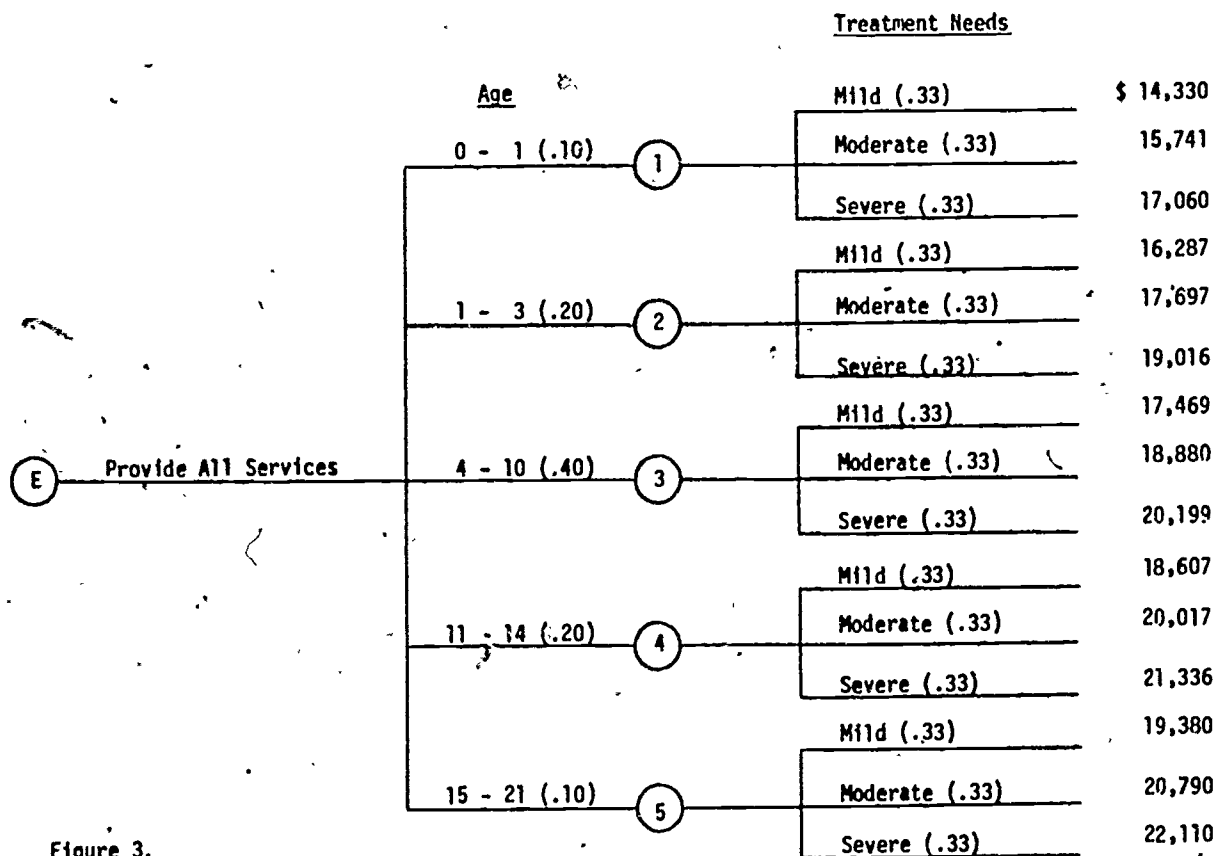 Treatment Needs
Age
Mild (.33) $ 14,330
0 - 1 (.10) 1 Moderate (.33) 15,741
Severe (.33) 17,060
Mild (.33) 16,287
1 - 3 (.20) 2 Moderate (.33) 17,697
Severe (.33) 19,016
Mild (.33) 17,469
E Provide All Services 4 - 10 (.40) 3 Moderate (.33) 18,880
Severe (.33) 20,199
Mild (.33) 18,607
11 - 14 (.20) 4 Moderate (.33) 20,017
Severe (.33) 21,336
Mild (.33) 19,380
15 - 21 (.10) 5 Moderate (.33) 20,790
Severe (.33) 22,110
Figure 3.